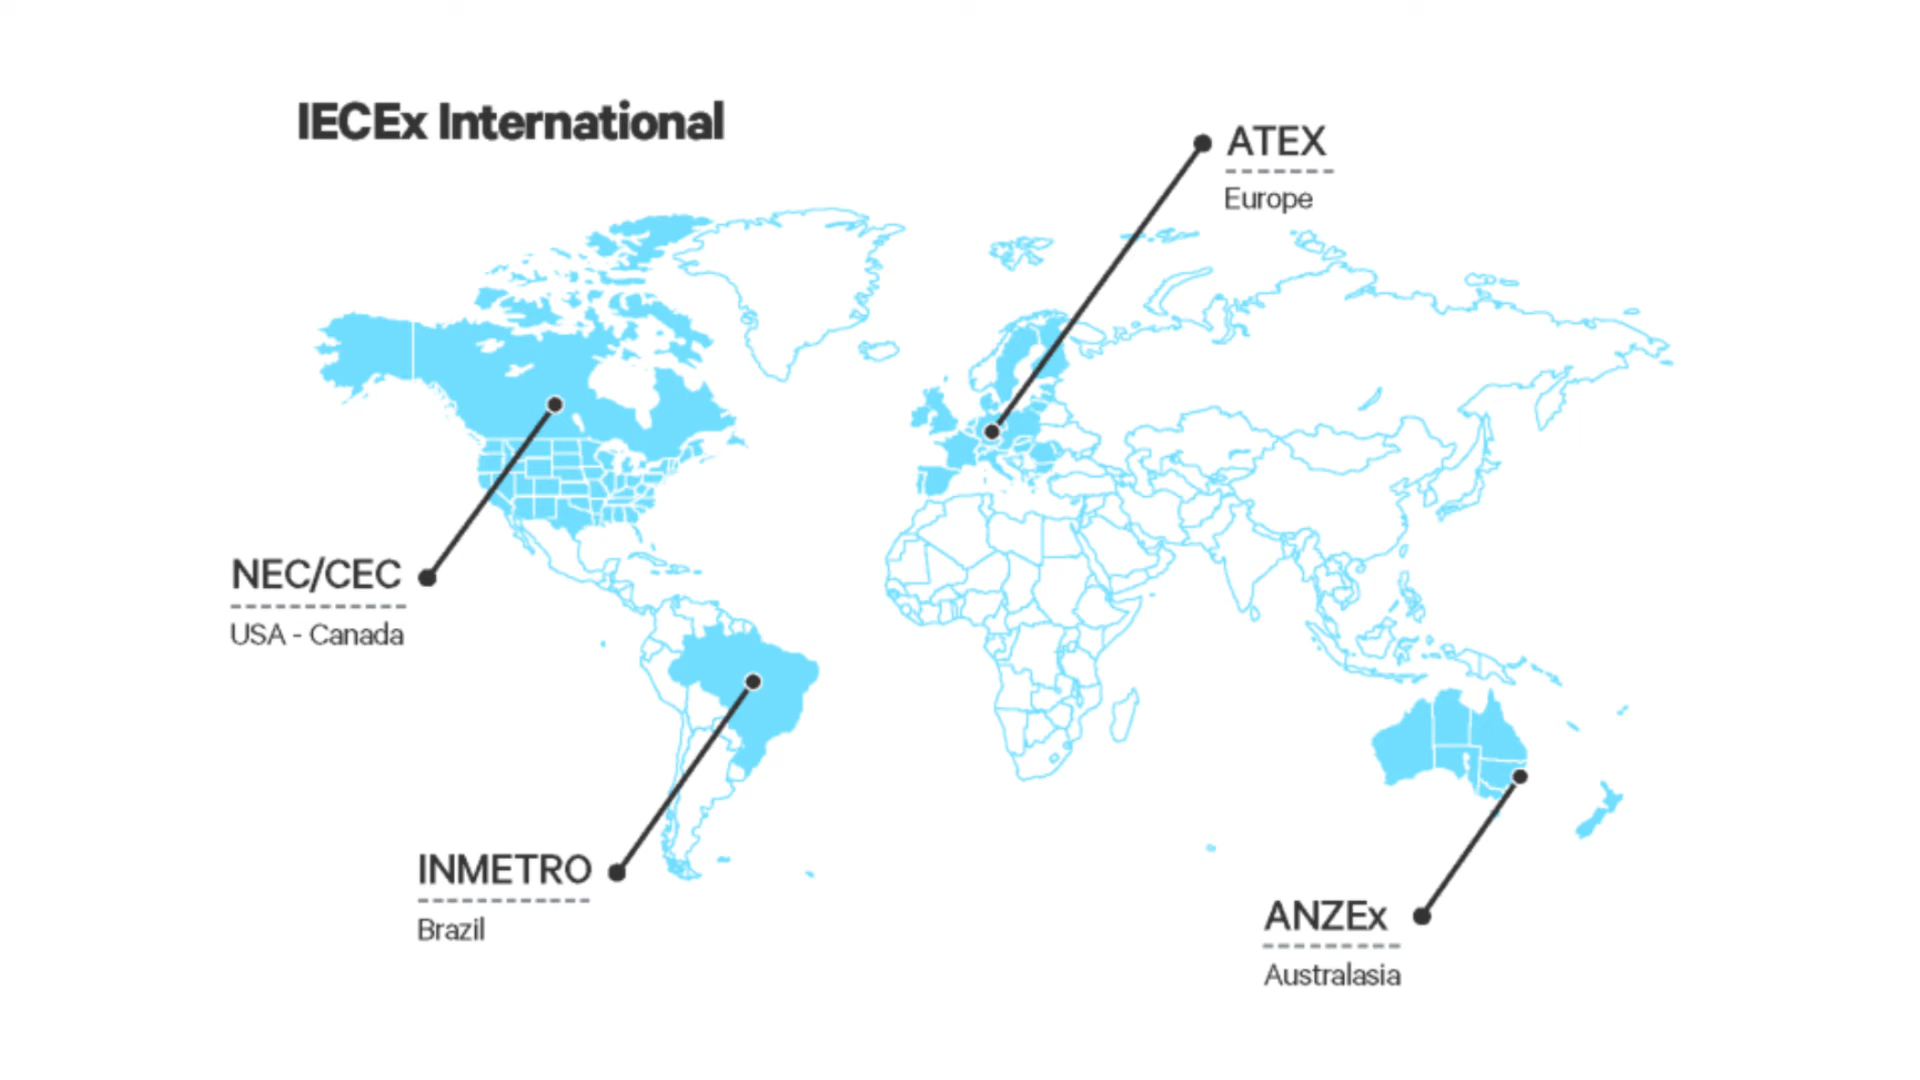 IECEx International
ATEX
Europe
NEC/CEC
USA - Canada
INMETRO
Brazil
ANZEx
Australasia